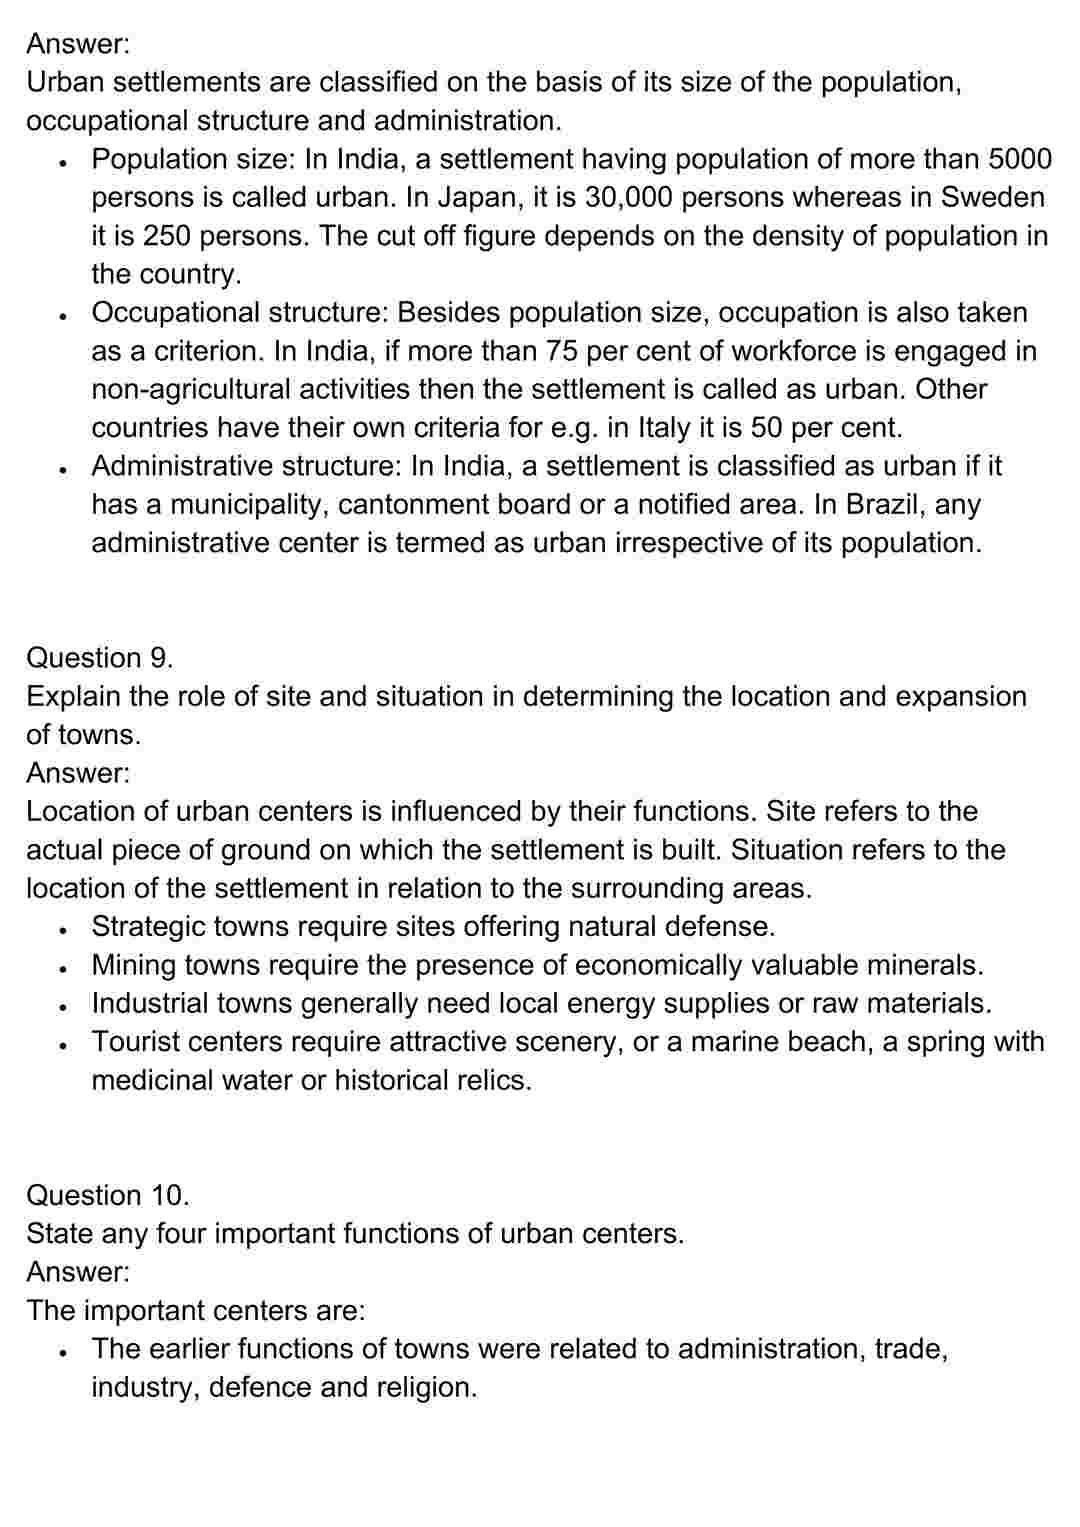 Answer:
Urban settlements are classified on the basis of its size of the population,
occupational structure and administration.
• Population size: In India, a settlement having population of more than 5000
persons is called urban. In Japan, it is 30,000 persons whereas in Sweden
it is 250 persons. The cut off figure depends on the density of population in
the country.
• Occupational structure: Besides population size, occupation is also taken
as a criterion. In India, if more than 75 per cent of workforce is engaged in
non-agricultural activities then the settlement is called as urban. Other
countries have their own criteria for e.g. in Italy it is 50 per cent.
• Administrative structure: In India, a settlement is classified as urban if it
has a municipality, cantonment board or a notified area. In Brazil, any
administrative center is termed as urban irrespective of its population.
Question 9.
Explain the role of site and situation in determining the location and expansion
of towns.
Answer:
Location of urban centers is influenced by their functions. Site refers to the
actual piece of ground on which the settlement is built. Situation refers to the
location of the settlement in relation to the surrounding areas.
• Strategic towns require sites offering natural defense.
• Mining towns require the presence of economically valuable minerals.
• Industrial towns generally need local energy supplies or raw materials.
• Tourist centers require attractive scenery, or a marine beach, a spring with
medicinal water or historical relics.
Question 10.
State any four important functions of urban centers.
Answer:
The important centers are:
• The earlier functions of towns were related to administration, trade,
industry, defence and religion.